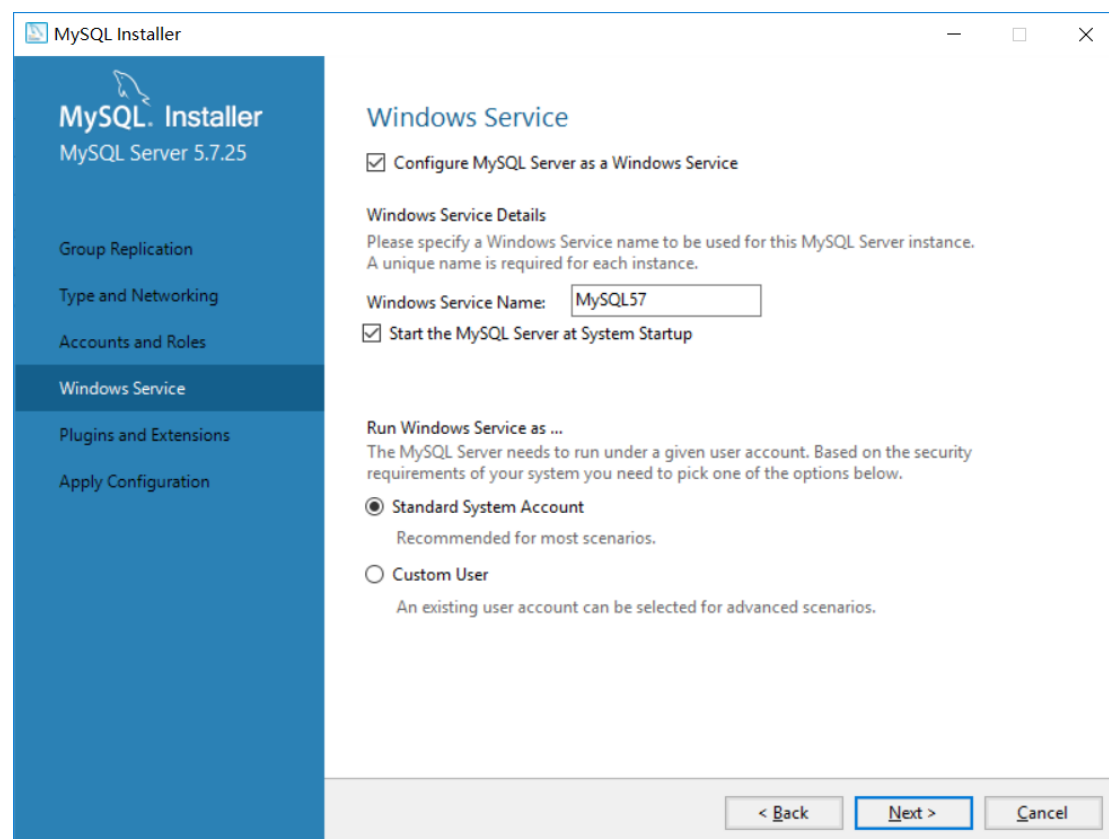 MySQL Installer
MySQL. Installer
MySQL Server 5.7.25
Group Replication
Type and Networking
Accounts and Roles
Windows Service
Plugins and Extensions
Apply Configuration
Windows Service
Configure MySQL Server as a Windows Service
Windows Service Details
Please specify a Windows Service name to be used for this MySQL Server instance.
A unique name is required for each instance.
Windows Service Name: MySQL57
Start the MySQL Server at System Startup
Run Windows Service as ...
The MySQL Server needs to run under a given user account. Based on the security
requirements of your system you need to pick one of the options below.
Standard System Account
Recommended for most scenarios.
Custom User
An existing user account can be selected for advanced scenarios.
< Back Next > Cancel